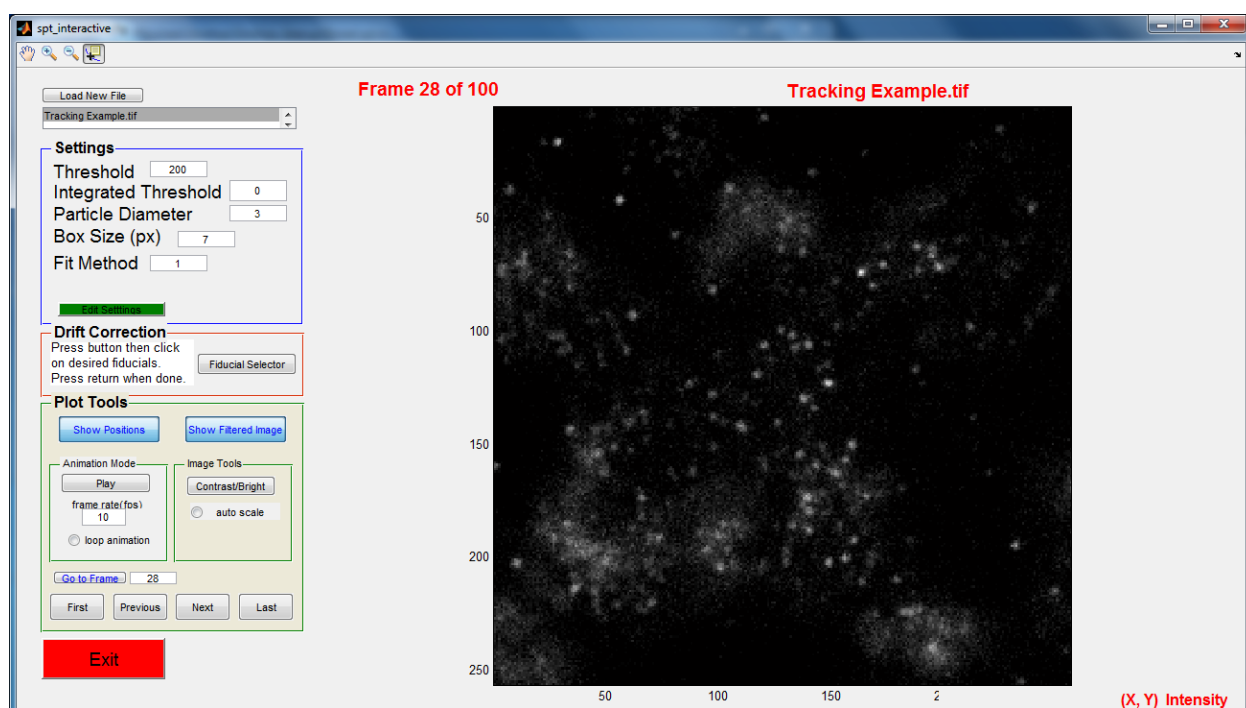 spt_interactive
Load New File
Tracking Example.tif
Frame 28 of 100
Tracking Example.tif
Settings
Threshold 200
Integrated Threshold 0
Particle Diameter 3
Box Size (px) 7
Fit Method 1
Edit Setttings
Drift Correction
Press button then click
on desired fiducials.
Press return when done.
Fiducial Selector
Plot Tools
Show Positions
Show Filtered Image
Animation Mode
Play
frame rate(fps)
10
loop animation
Image Tools
Contrast/Bright
auto scale
Go to Frame 28
First Previous Next Last
Exit
50
100
150
200
250
50 100 150 2
(X, Y) Intensity